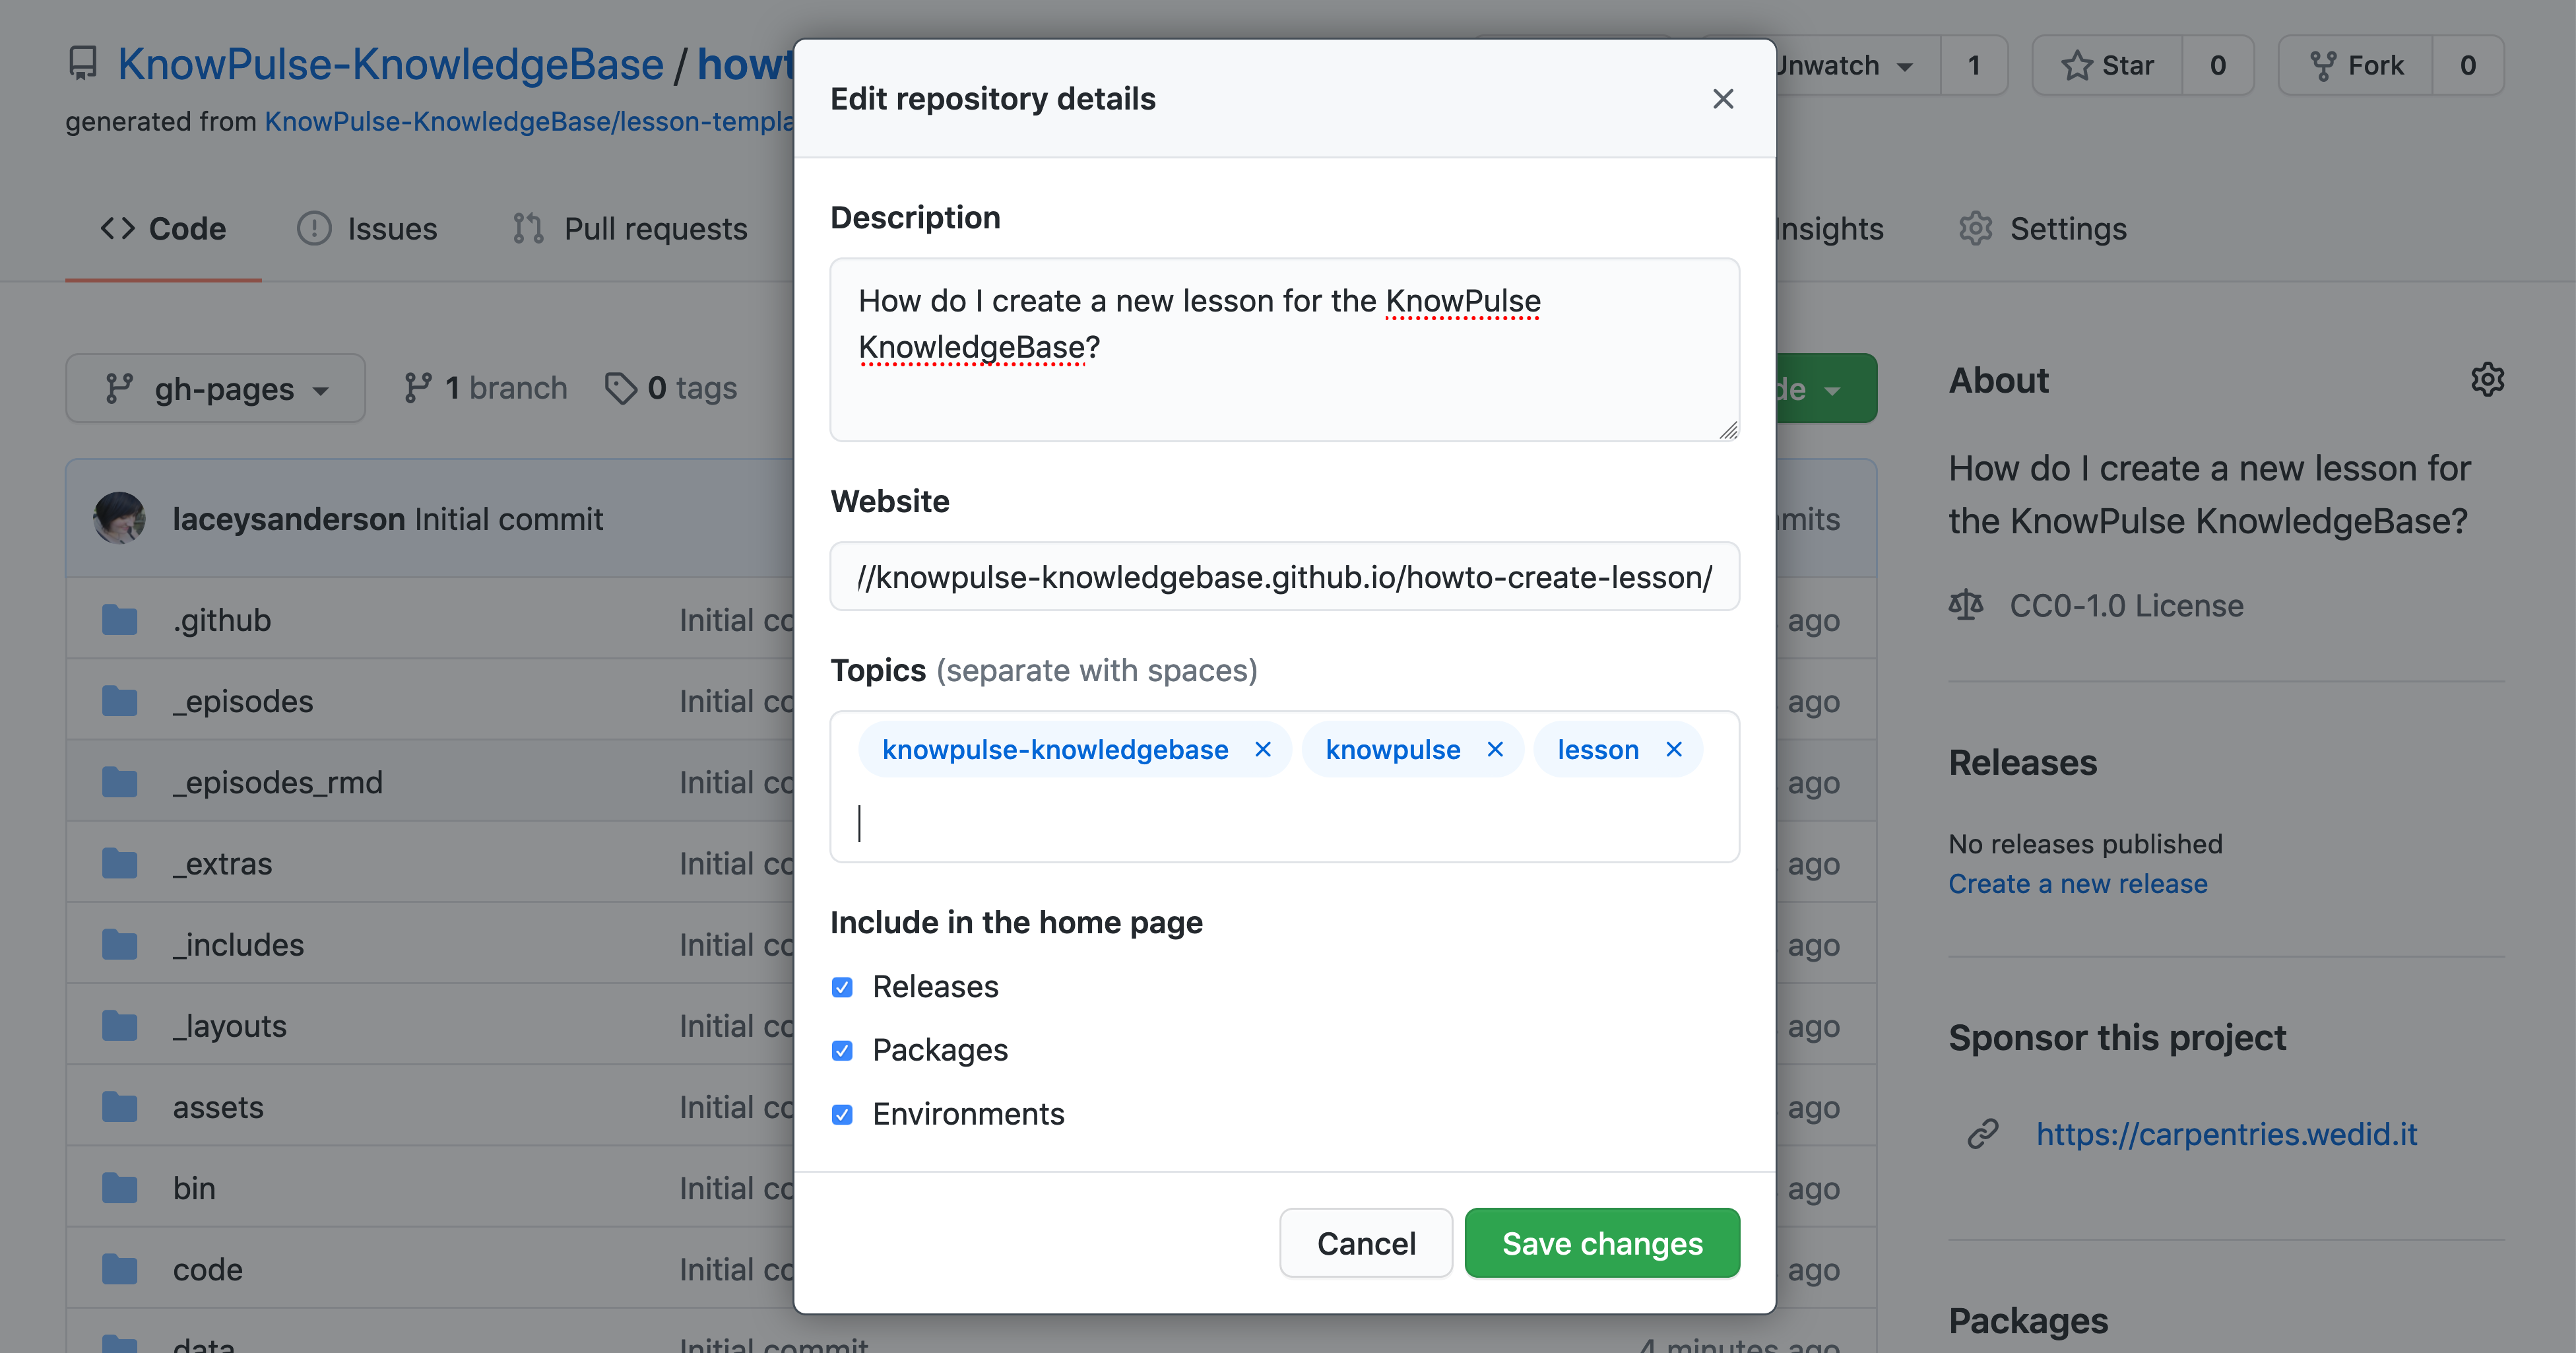 KnowPulse-KnowledgeBase / howt
generated from KnowPulse-KnowledgeBase/lesson-templa
Unwatch 1
Star 0
Fork 0
Code
Issues
Pull requests
Insights
Settings
gh-pages
1 branch
0 tags
de
laceysanderson Initial commit
mits
.github Initial co ago
_episodes Initial co ago
_episodes_rmd Initial co ago
_extras Initial co ago
_includes Initial co ago
_layouts Initial co ago
assets Initial co ago
bin Initial co ago
code Initial co ago
data Initial commit 4 minutes ago
Edit repository details
Description
How do I create a new lesson for the KnowPulse
KnowledgeBase?
Website
//knowpulse-knowledgebase.github.io/howto-create-lesson/
Topics (separate with spaces)
knowpulse-knowledgebase
knowpulse
lesson
Include in the home page
Releases
Packages
Environments
Cancel
Save changes
About
How do I create a new lesson for
the KnowPulse KnowledgeBase?
CC0-1.0 License
Releases
No releases published
Create a new release
Sponsor this project
https://carpentries.wedid.it
Packages